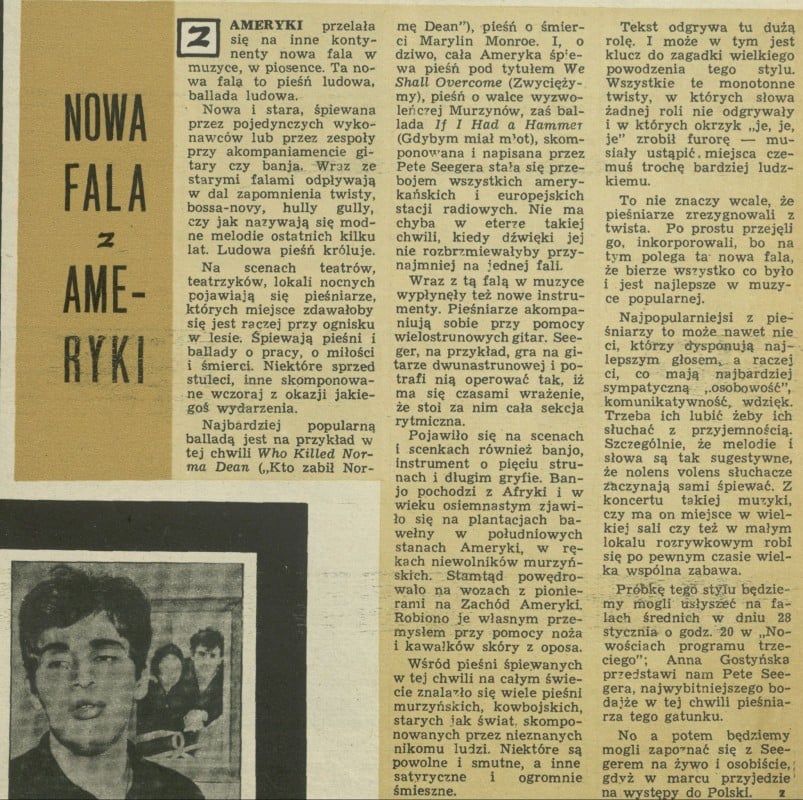 NOWA
FALA
z
AME-
RYKI
Z AMERYKI przelała
się na inne konty-
nenty nowa fala w
muzyce, w piosence. Ta no-
wa fala to pieśń ludowa,
ballada ludowa.
Nowa i stara, śpiewana
przez pojedynczych wyko-
nawców lub przez zespoły
przy akompaniamencie gi-
tary czy banja. Wraz ze
starymi falami odpływają
w dal zapomnienia twisty,
bossa-novy, hully gully,
czy jak nazywają się mod-
ne melodie ostatnich kilku
lat. Ludowa pieśń króluje.
Na scenach teatrów,
teatrzyków, lokali nocnych
pojawiają się pieśniarze,
których miejsce zdawałoby
się jest raczej przy ognisku
w lesie. Śpiewają pieśni i
ballady o pracy, o miłości
i śmierci. Niektóre sprzed
stuleci, inne skomponowa-
ne wczoraj z okazji jakie-
goś wydarzenia.
Najbardziej popularną
balladą jest na przykład w
tej chwili Who Killed Nor-
ma Dean („Kto zabił Nor-
mę Dean"), pieśń o śmier-
ci Marylin Monroe. I, o
dziwo, cała Ameryka śpie-
wa pieśń pod tytułem We
Shall Overcome (Zwycięży-
my), pieśń o walce wyzwo-
leńczej Murzynów, zaś bal-
lada If I Had a Hammer
(Gdybym miał młot), skom-
ponowana i napisana przez
Pete Seegera stała się prze-
bojem wszystkich amery-
kańskich i europejskich
stacji radiowych. Nie ma
chyba w eterze takiej
chwili, kiedy dźwięki jej
nie rozbrzmiewałyby przy-
najmniej na jednej fali.
Wraz z tą falą w muzyce
wypłynęły też nowe instru-
menty. Pieśniarze akompa-
niują sobie przy pomocy
wielostrunowych gitar. See-
ger, na przykład, gra na gi-
tarze dwunastrunowej i po-
trafi nią operować tak, iż
ma się czasami wrażenie,
że stoi za nim cała sekcja
rytmiczna.
Pojawiło się na scenach
i scenkach również banjo,
instrument o pięciu stru-
nach i długim gryfie. Ban-
jo pochodzi z Afryki i w
wieku osiemnastym zjawi-
ło się na plantacjach ba-
wełny w południowych
stanach Ameryki, w rę-
kach niewolników murzyń-
skich. Stamtąd powędro-
wało na wozach z pionie-
rami na Zachód Ameryki.
Robiono je własnym prze-
mysłem przy pomocy noża
i kawałków skóry z oposa.
Wśród pieśni śpiewanych
w tej chwili na całym świe-
cie znalazło się wiele pieśni
murzyńskich, kowbojskich,
starych jak świat, skompo-
nowanych przez nieznanych
nikomu ludzi. Niektóre są
powolne i smutne, a inne
satyryczne i ogromnie
śmieszne.
Tekst odgrywa tu dużą
rolę. I może w tym jest
klucz do zagadki wielkiego
powodzenia tego stylu.
Wszystkie te monotonne
twisty, w których słowa
żadnej roli nie odgrywały
i w których okrzyk „je, je,
je" zrobił furorę — mu-
siały ustąpić miejsca cze-
muś trochę bardziej ludz-
kiemu.
To nie znaczy wcale, że
pieśniarze zrezygnowali z
twista. Po prostu przejęli
go, inkorporowali, bo na
tym polega ta nowa fala,
że bierze wszystko co było
i jest najlepsze w muzy-
ce popularnej.
Najpopularniejsi z pie-
śniarzy to może nawet nie
ci, którzy dysponują naj-
lepszym głosem, a raczej
ci, co mają najbardziej
sympatyczną „osobowość",
komunikatywność, wdzięk.
Trzeba ich lubić żeby ich
słuchać z przyjemnością.
Szczególnie, że melodie i
słowa są tak sugestywne,
że nolens volens słuchacze
zaczynają sami śpiewać. Z
koncertu takiej muzyki,
czy ma on miejsce w wiel-
kiej sali czy też w małym
lokalu rozrywkowym robi
się po pewnym czasie wiel-
ka wspólna zabawa.
Próbkę tego stylu będzie-
my mogli usłyszeć na fa-
lach średnich w dniu 28
stycznia o godz. 20 w „No-
wościach programu trze-
ciego"; Anna Gostyńska
przedstawi nam Pete See-
gera, najwybitniejszego bo-
dajże w tej chwili pieśnia-
rza tego gatunku.
No a potem będziemy
mogli zapoznać się z See-
gerem na żywo i osobiście,
gdyż w marcu przyjedzie
na występy do Polski. z